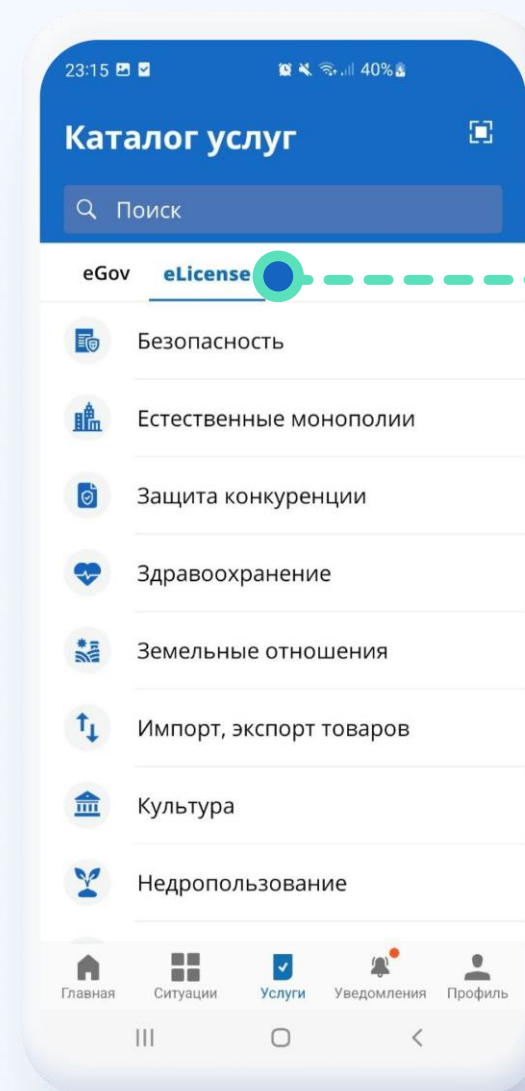 23:15 40%
Каталог услуг
Поиск
eGov eLicense
Безопасность
Естественные монополии
Защита конкуренции
Здравоохранение
Земельные отношения
Импорт, экспорт товаров
Культура
Недропользование
Главная Ситуации Услуги Уведомления Профиль